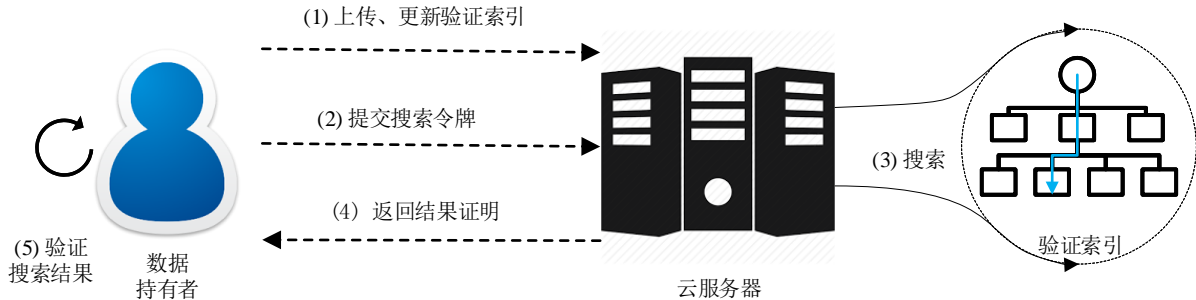 (1) 上传、更新验证索引
(2) 提交搜索令牌
(3) 搜索
(4) 返回结果证明
(5) 验证
搜索结果
数据
持有者
云服务器
验证索引